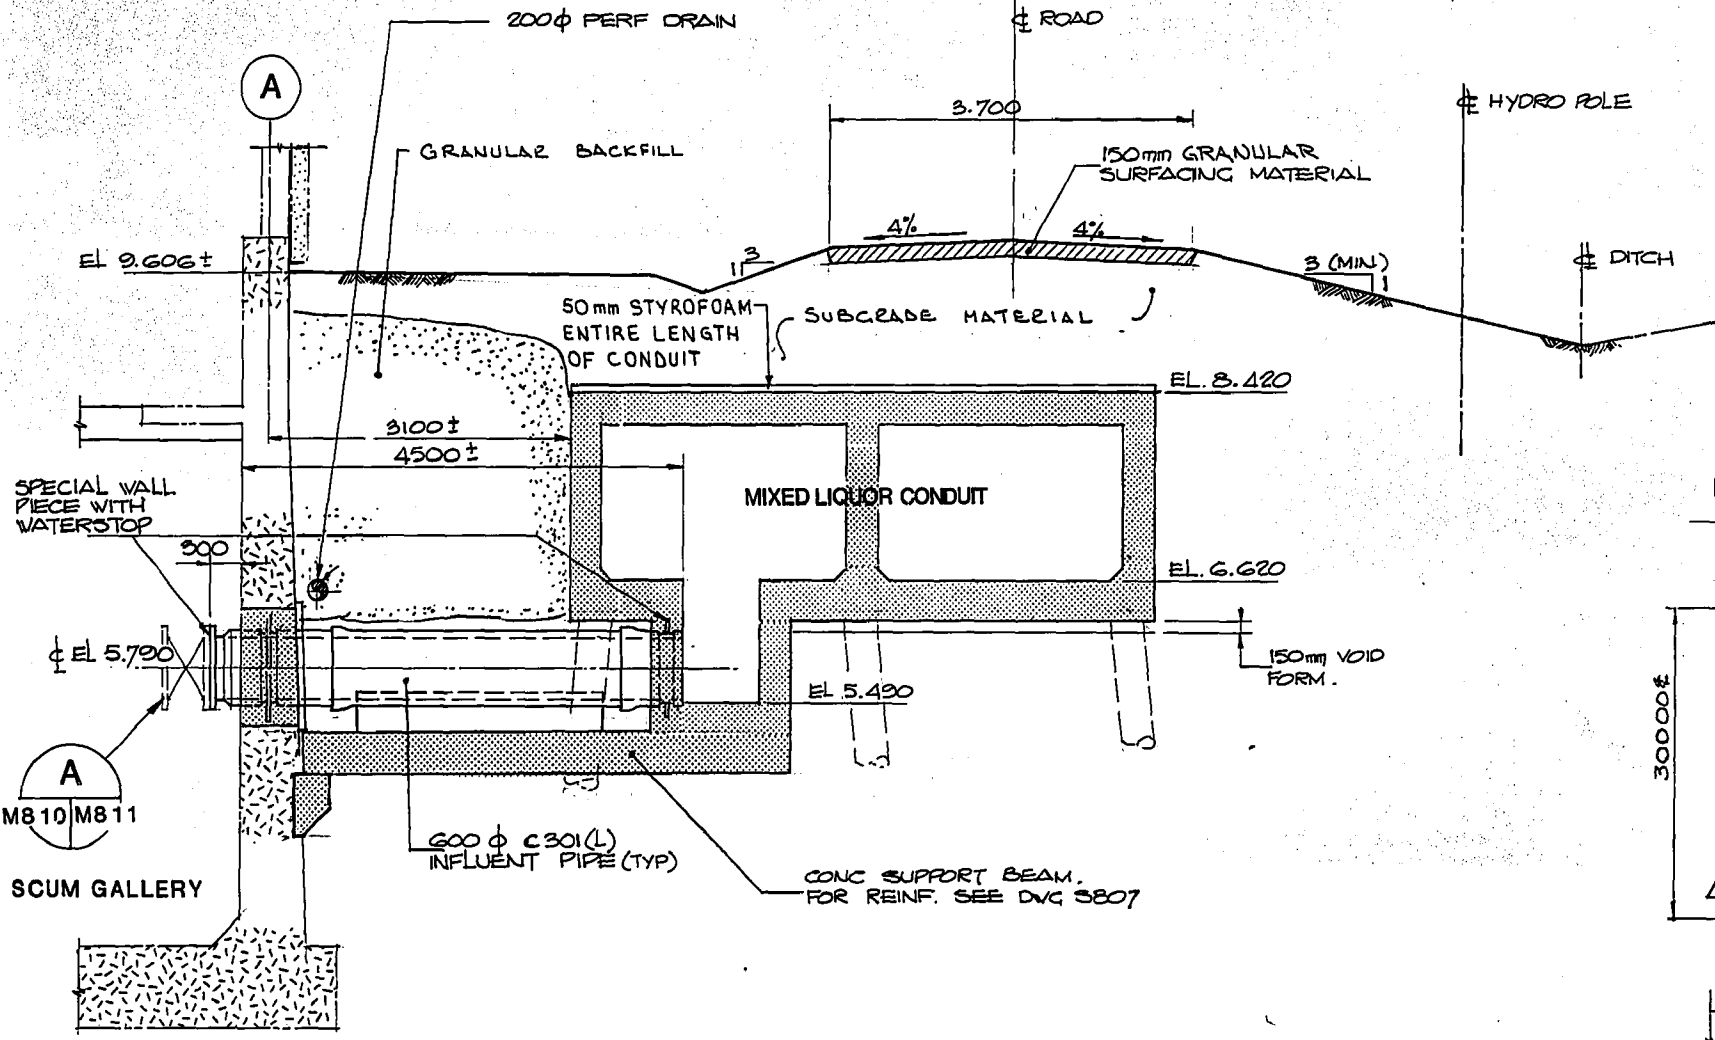 200φ PERF DRAIN
℄ ROAD
A
3.700
℄ HYDRO POLE
GRANULAR BACKFILL
150mm GRANULAR
SURFACING MATERIAL
4%
4%
EL 9.606±
3
1
3 (MIN.)
1
℄ DITCH
50mm STYROFOAM
ENTIRE LENGTH
OF CONDUIT
SUBGRADE MATERIAL
EL. 8.420
3100±
4500±
SPECIAL WALL
PIECE WITH
WATERSTOP
MIXED LIQUOR CONDUIT
300
EL. 6.620
℄ EL 5.790
150mm VOID
FORM.
EL 5.490
A
M810 M811
600 φ C301(L)
INFLUENT PIPE (TYP)
SCUM GALLERY
CONC SUPPORT BEAM.
FOR REINF. SEE DWG S807